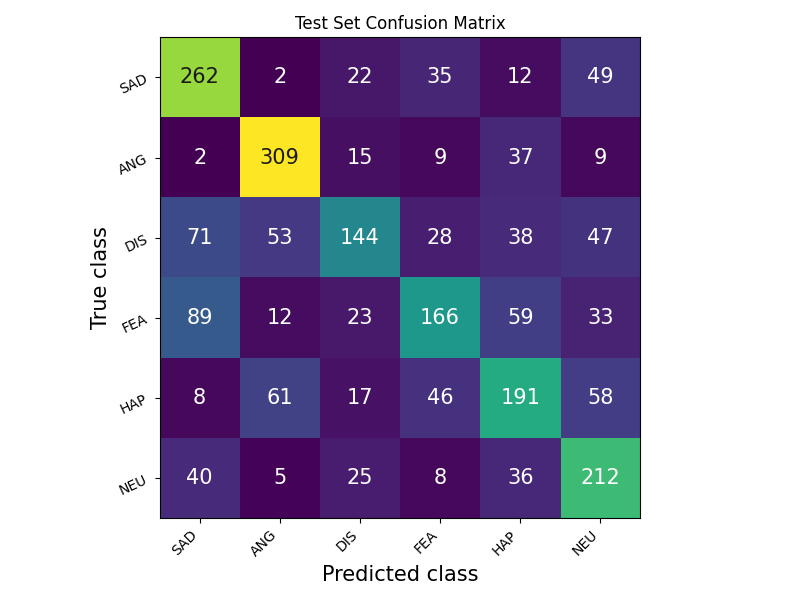 Test Set Confusion Matrix
True class
SAD 262 2 22 35 12 49
ANG 2 309 15 9 37 9
DIS 71 53 144 28 38 47
FEA 89 12 23 166 59 33
HAP 8 61 17 46 191 58
NEU 40 5 25 8 36 212
SAD ANG DIS FEA HAP NEU
Predicted class